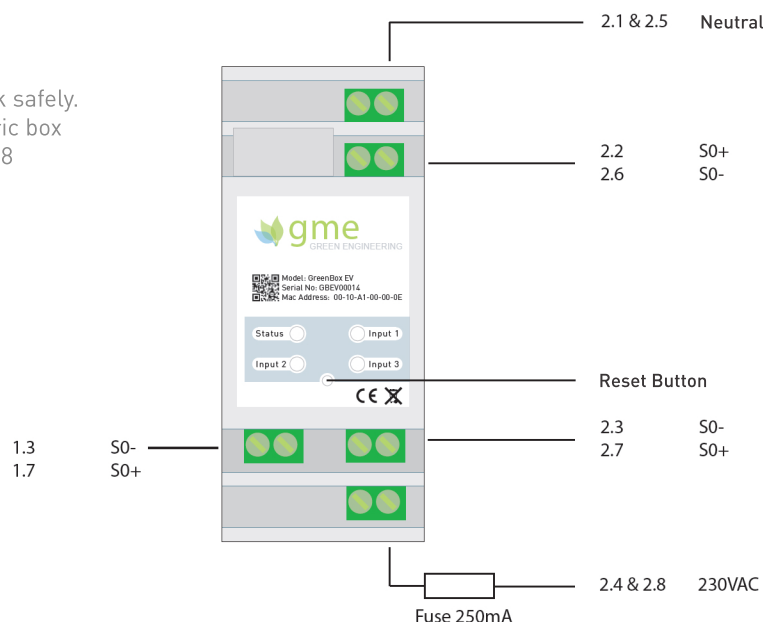 2.1 & 2.5 Neutral
k safely.
ric box
8
2.2 S0+
2.6 S0-
gme
GREEN ENGINEERING
Model: GreenBox EV
Serial No: GBEV00014
Mac Address: 00-10-A1-00-00-0E
Status Input 1
Input 2 Input 3
Reset Button
CE
2.3 S0-
2.7 S0+
1.3 S0-
1.7 S0+
2.4 & 2.8 230VAC
Fuse 250mA